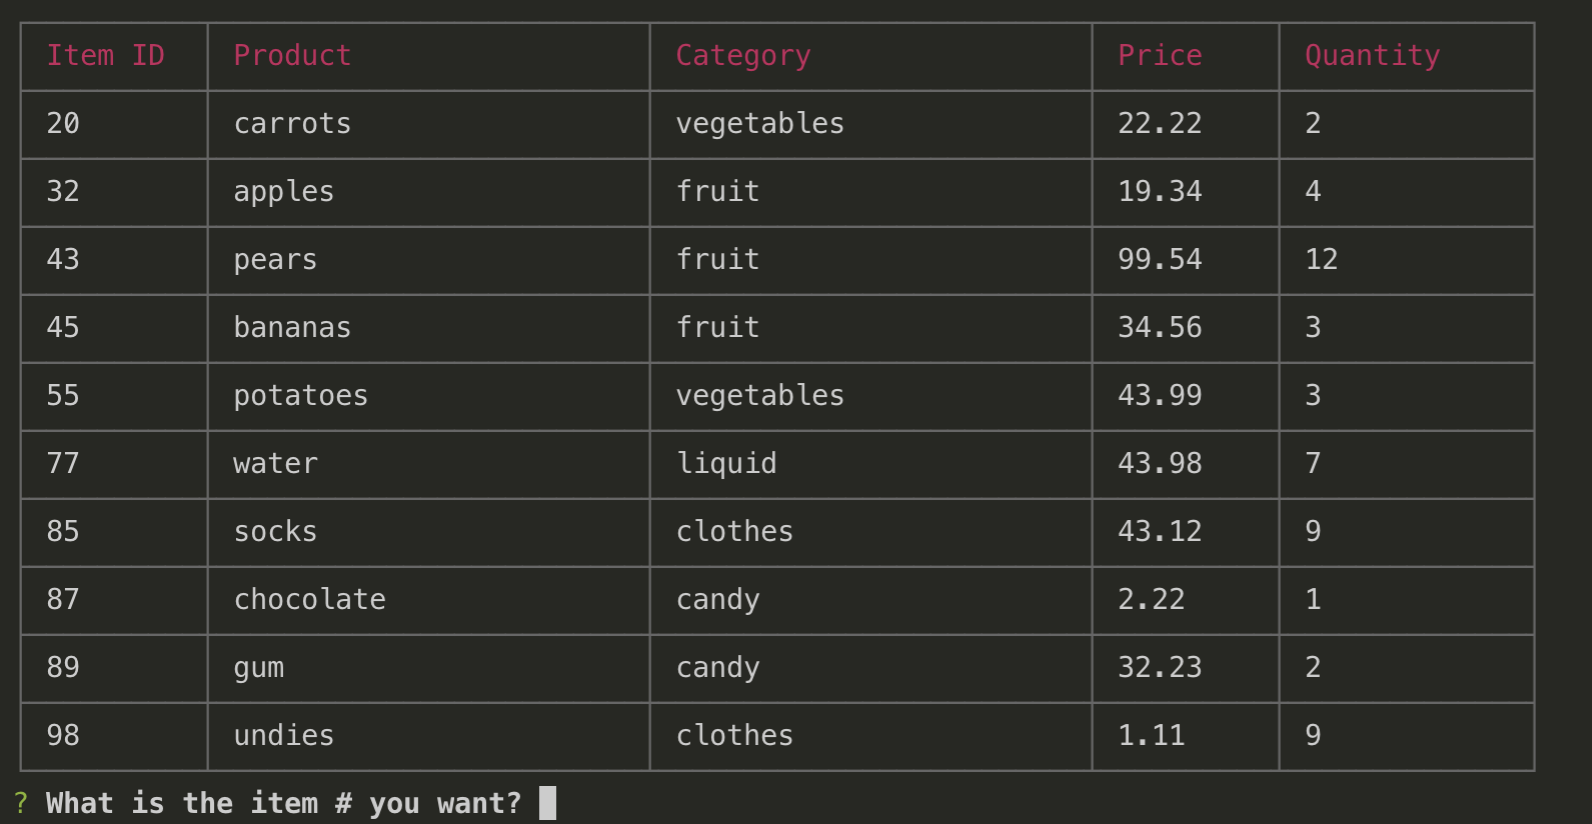 Item ID Product Category Price Quantity
20 carrots vegetables 22.22 2
32 apples fruit 19.34 4
43 pears fruit 99.54 12
45 bananas fruit 34.56 3
55 potatoes vegetables 43.99 3
77 water liquid 43.98 7
85 socks clothes 43.12 9
87 chocolate candy 2.22 1
89 gum candy 32.23 2
98 undies clothes 1.11 9
? What is the item # you want?